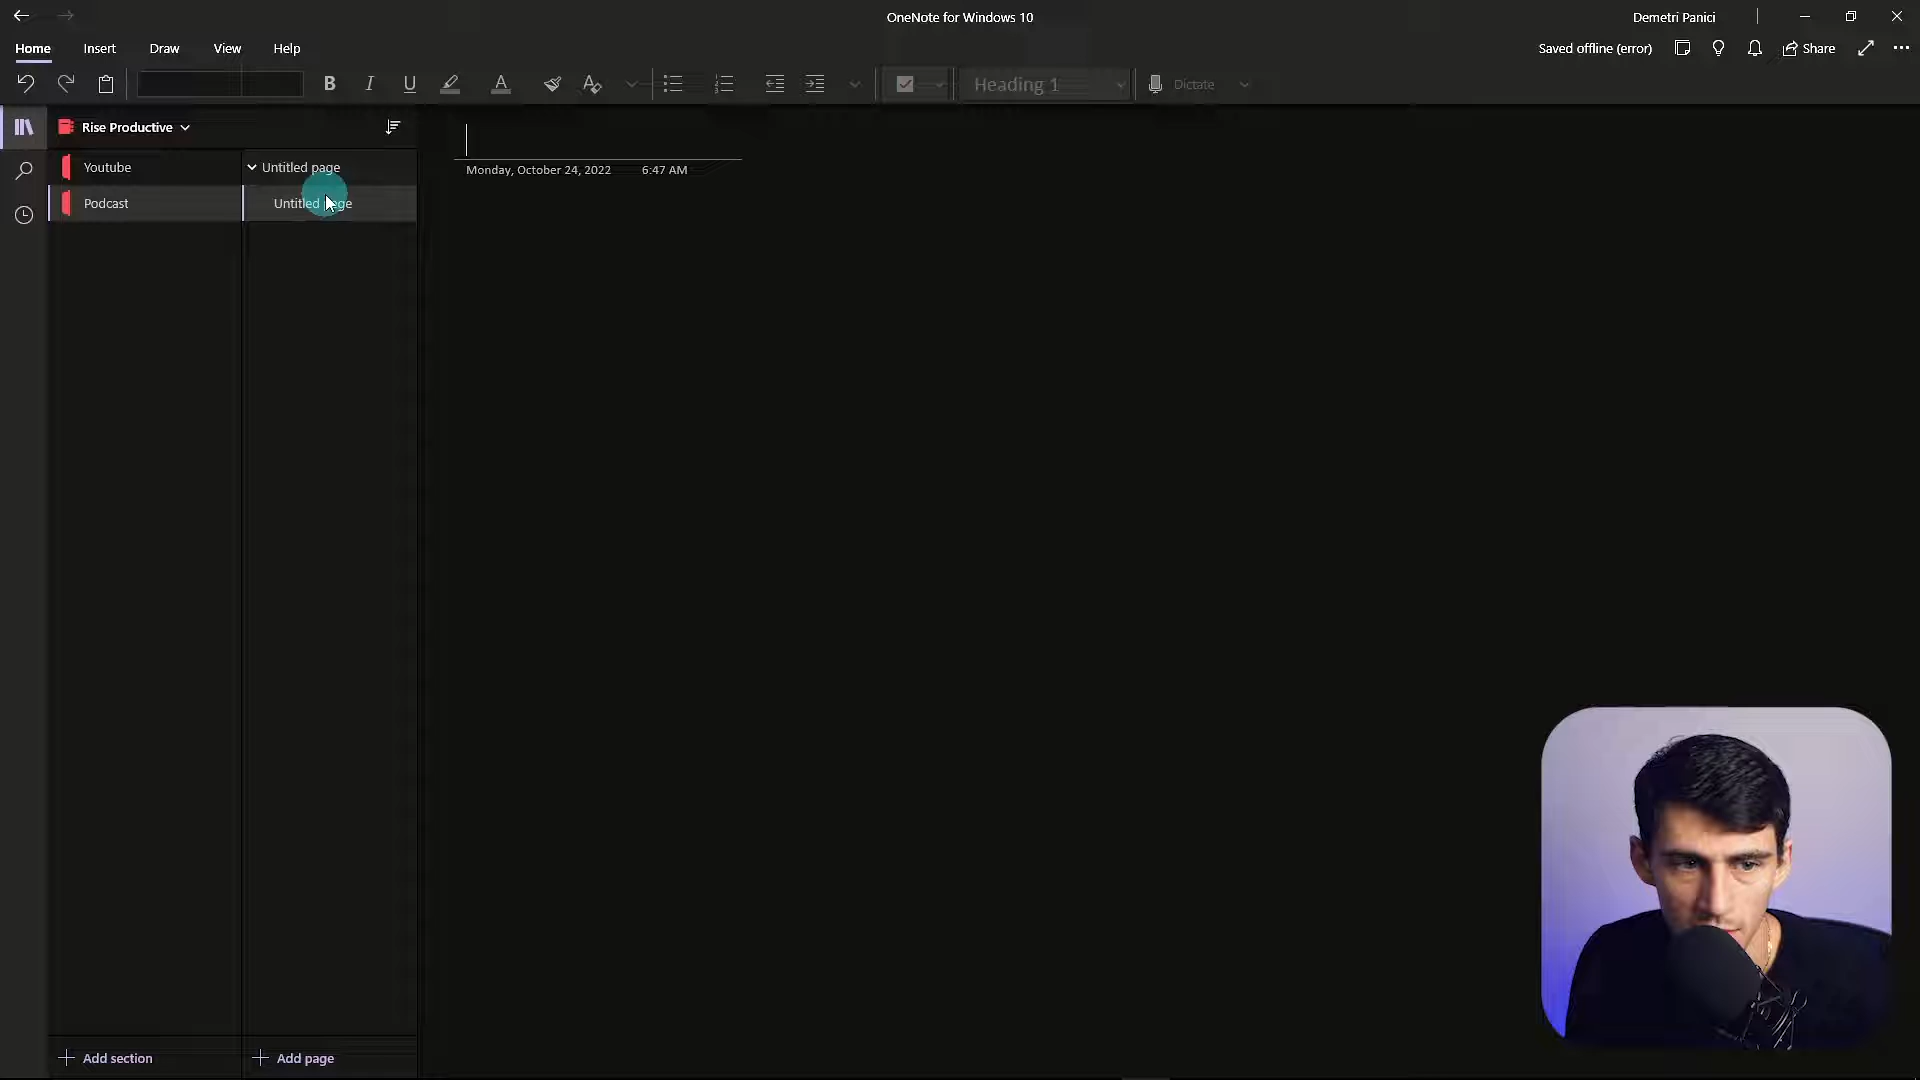 OneNote for Windows 10
Demetri Panici
Home Insert Draw View Help
Saved offline (error)
Share
B I U A A
Heading 1
Dictate
Rise Productive
Youtube
Untitled page
Monday, October 24, 2022 6:47 AM
Podcast
Untitled page
Add section
Add page